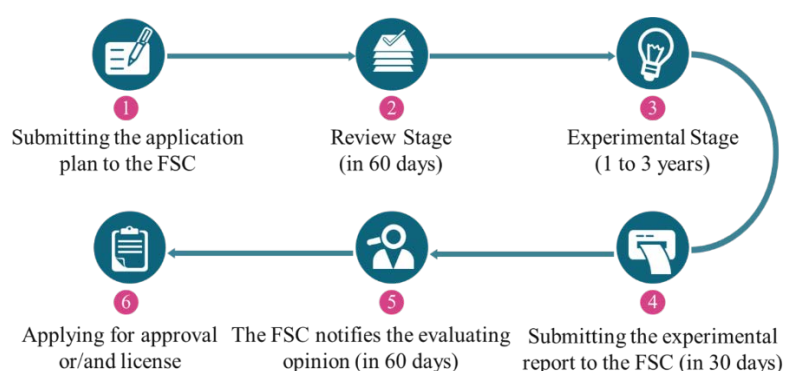 1
Submitting the application
plan to the FSC
2
Review Stage
(in 60 days)
3
Experimental Stage
(1 to 3 years)
4
Submitting the experimental
report to the FSC (in 30 days)
5
The FSC notifies the evaluating
opinion (in 60 days)
6
Applying for approval
or/and license